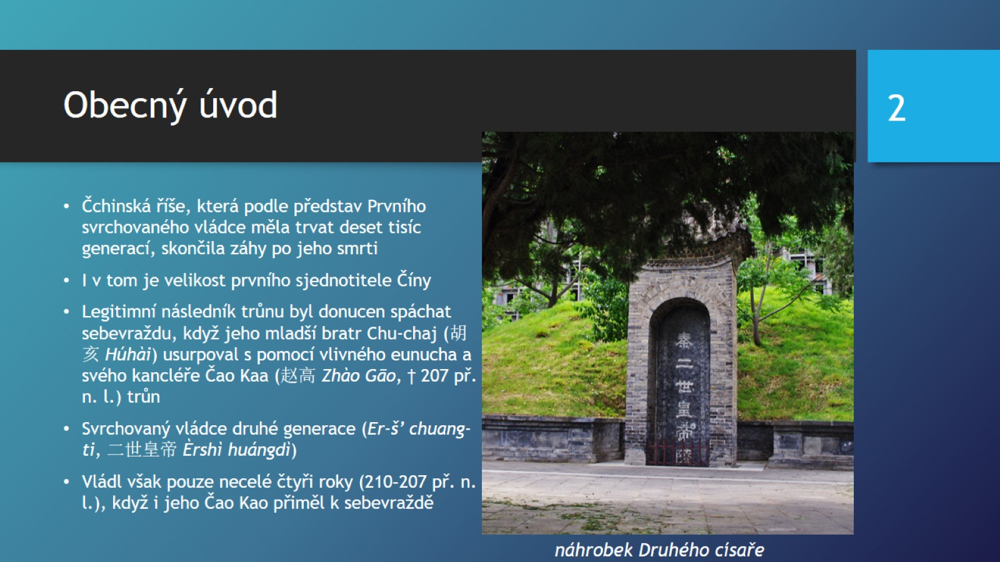 Obecný úvod
2
• Čchinská říše, která podle představ Prvního
svrchovaného vládce měla trvat deset tisíc
generací, skončila záhy po jeho smrti
• I v tom je velikost prvního sjednotitele Číny
• Legitimní následník trůnu byl donucen spáchat
sebevraždu, když jeho mladší bratr Chu-chaj (胡
亥 Húhài) usurpoval s pomocí vlivného eunucha a
svého kancléře Čao Kaa (赵高 Zhào Gāo, † 207 př.
n. l.) trůn
• Svrchovaný vládce druhé generace (Er-š’ chuang-
ti, 二世皇帝 Èrshì huángdì)
• Vládl však pouze necelé čtyři roky (210-207 př. n.
l.), když i jeho Čao Kao přiměl k sebevraždě
秦二世皇帝陵
náhrobek Druhého císaře